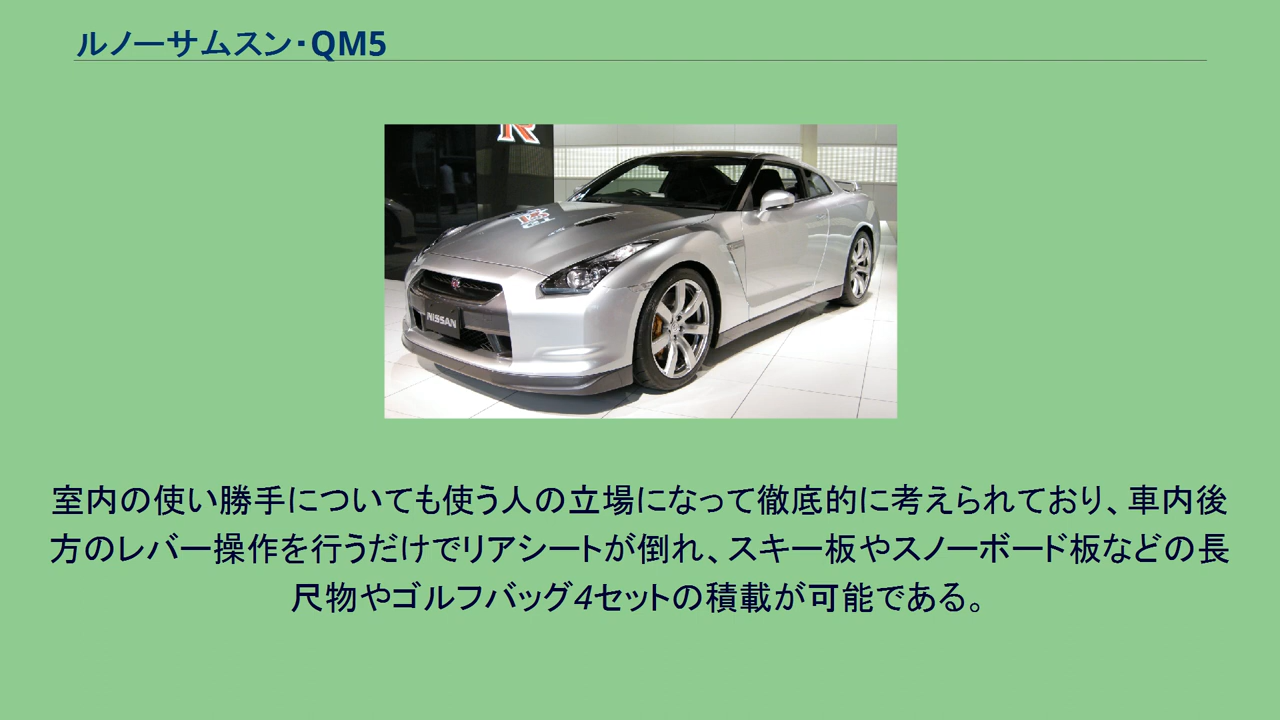 ルノーサムスン・QM5
R
NISSAN
室内の使い勝手についても使う人の立場になって徹底的に考えられており、車内後
方のレバー操作を行うだけでリアシートが倒れ、スキー板やスノーボード板などの長
尺物やゴルフバッグ4セットの積載が可能である。